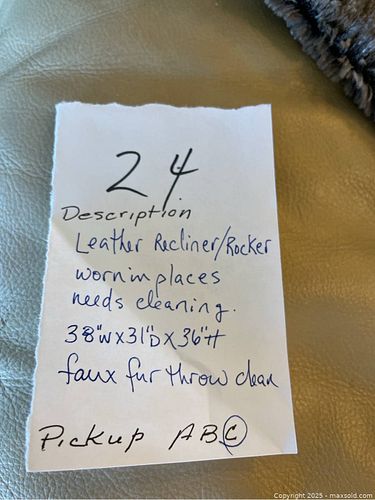 24
Description
Leather Recliner/Rocker
worn in places
needs cleaning.
38"W x 31"D x 36"H
faux fur throw clean
Pickup ABC
Copyright 2025 - maxsold.com